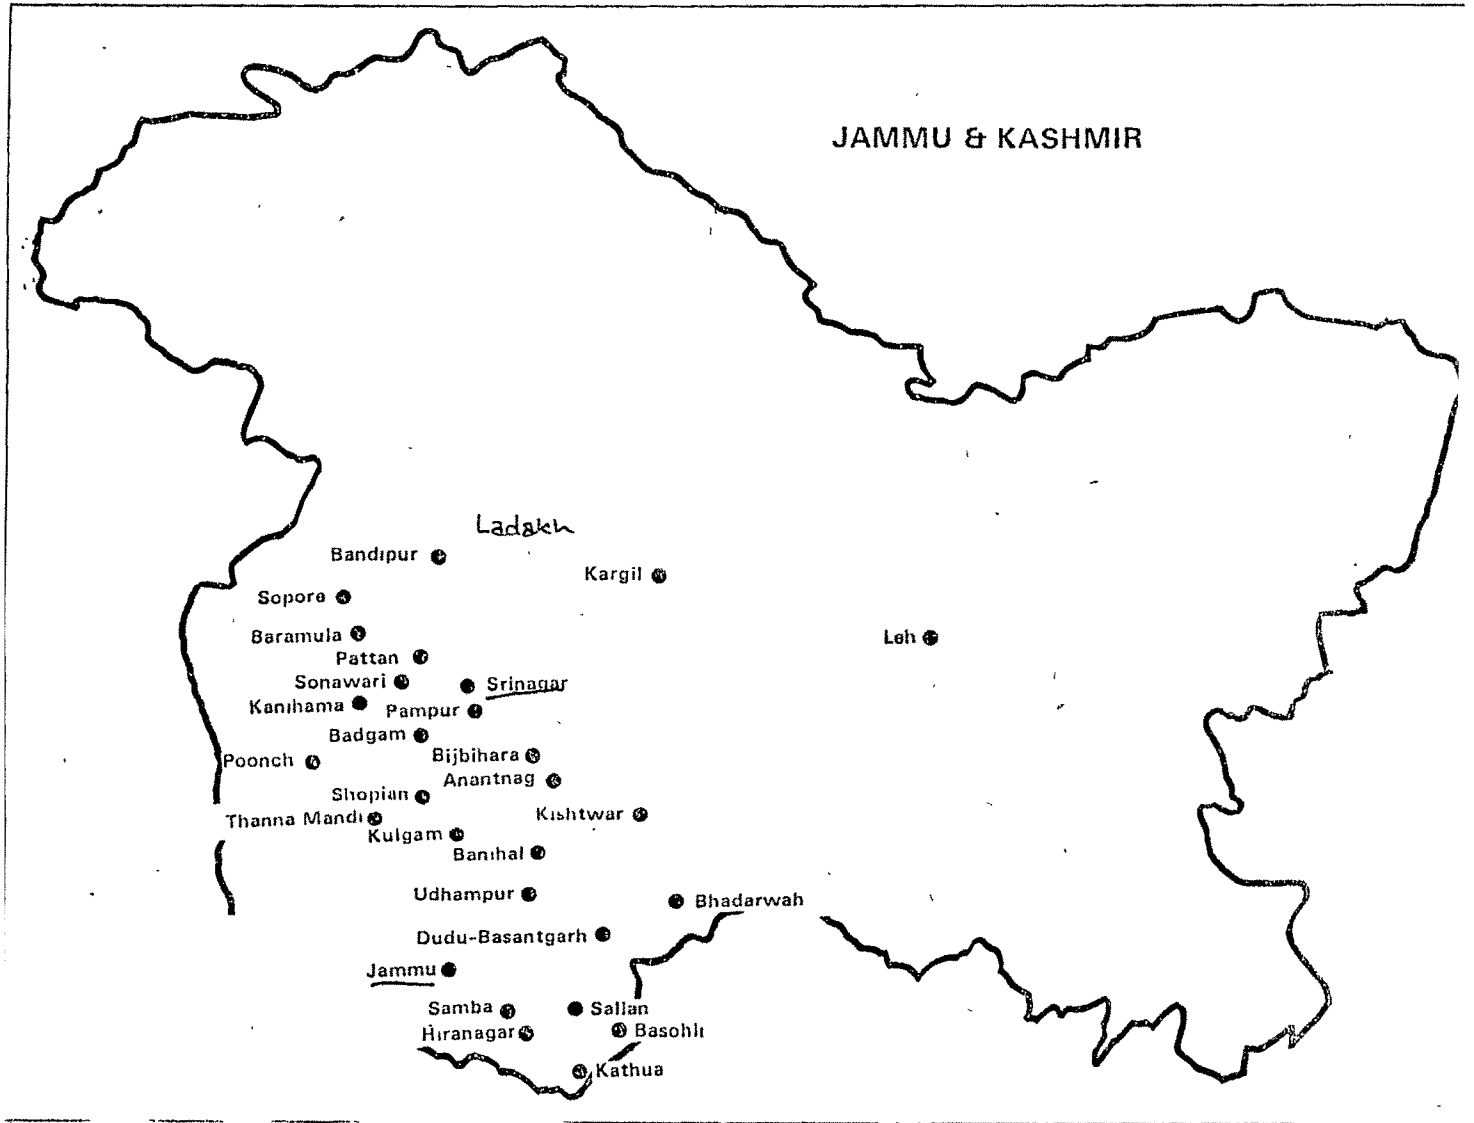 JAMMU & KASHMIR
Ladakh
Bandipur
Kargil
Sopore
Baramula
Leh
Pattan
Sonawari
Srinagar
Kanihama
Pampur
Badgam
Poonch
Bijbihara
Anantnag
Shopian
Thanna Mandi
Kishtwar
Kulgam
Banihal
Udhampur
Bhadarwah
Dudu-Basantgarh
Jammu
Samba
Sallan
Hiranagar
Basohli
Kathua